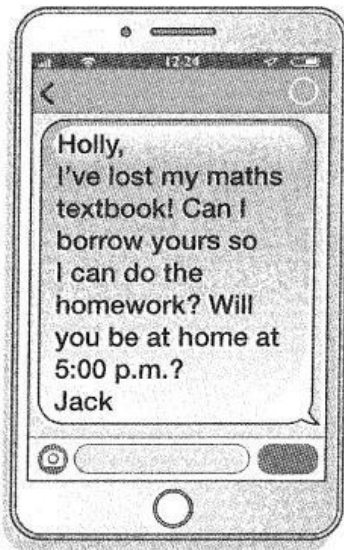 12:24
Holly,
I've lost my maths
textbook! Can I
borrow yours so
I can do the
homework? Will
you be at home at
5:00 p.m.?
Jack